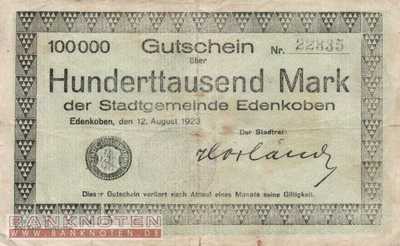 100000 Gutschein Nr. 22335
über
Hunderttausend Mark
der Stadtgemeinde Edenkoben
Edenkoben, den 12. August 1923
Der Stadtrat:
Dieser Gutschein verliert nach Ablauf eines Monats seine Gültigkeit.
BANKNOTEN
WWW.BANKNOTEN.DE